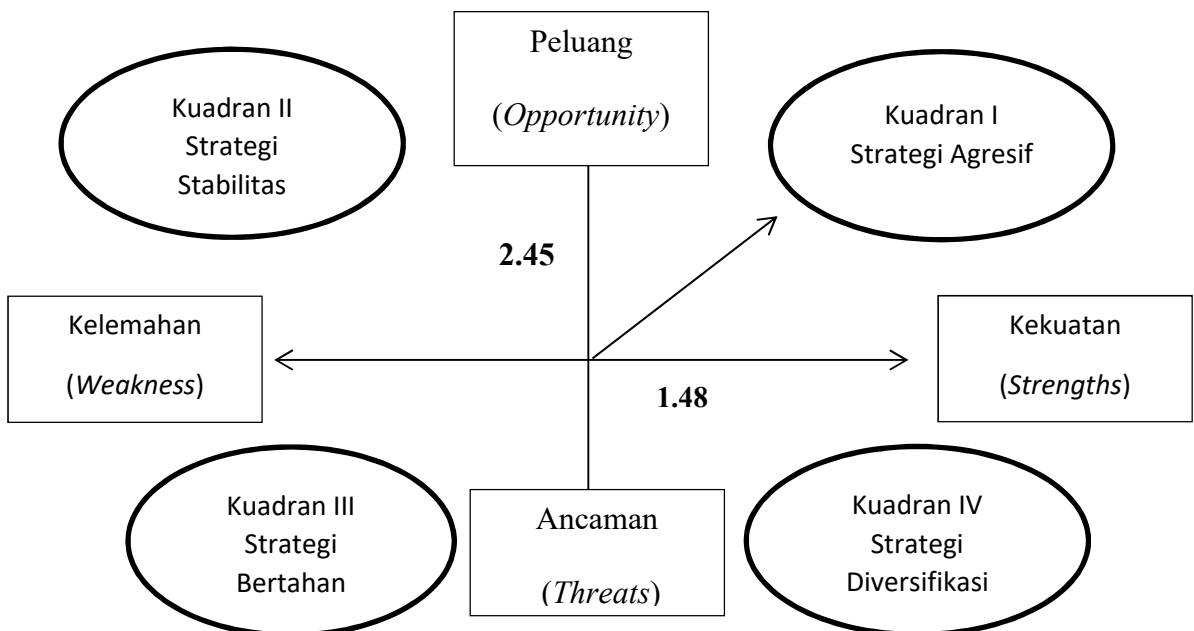 Peluang
(Opportunity)
Kuadran II
Strategi
Stabilitas
Kuadran I
Strategi Agresif
2.45
Kelemahan
(Weakness)
Kekuatan
(Strengths)
1.48
Kuadran III
Strategi
Bertahan
Ancaman
(Threats)
Kuadran IV
Strategi
Diversifikasi